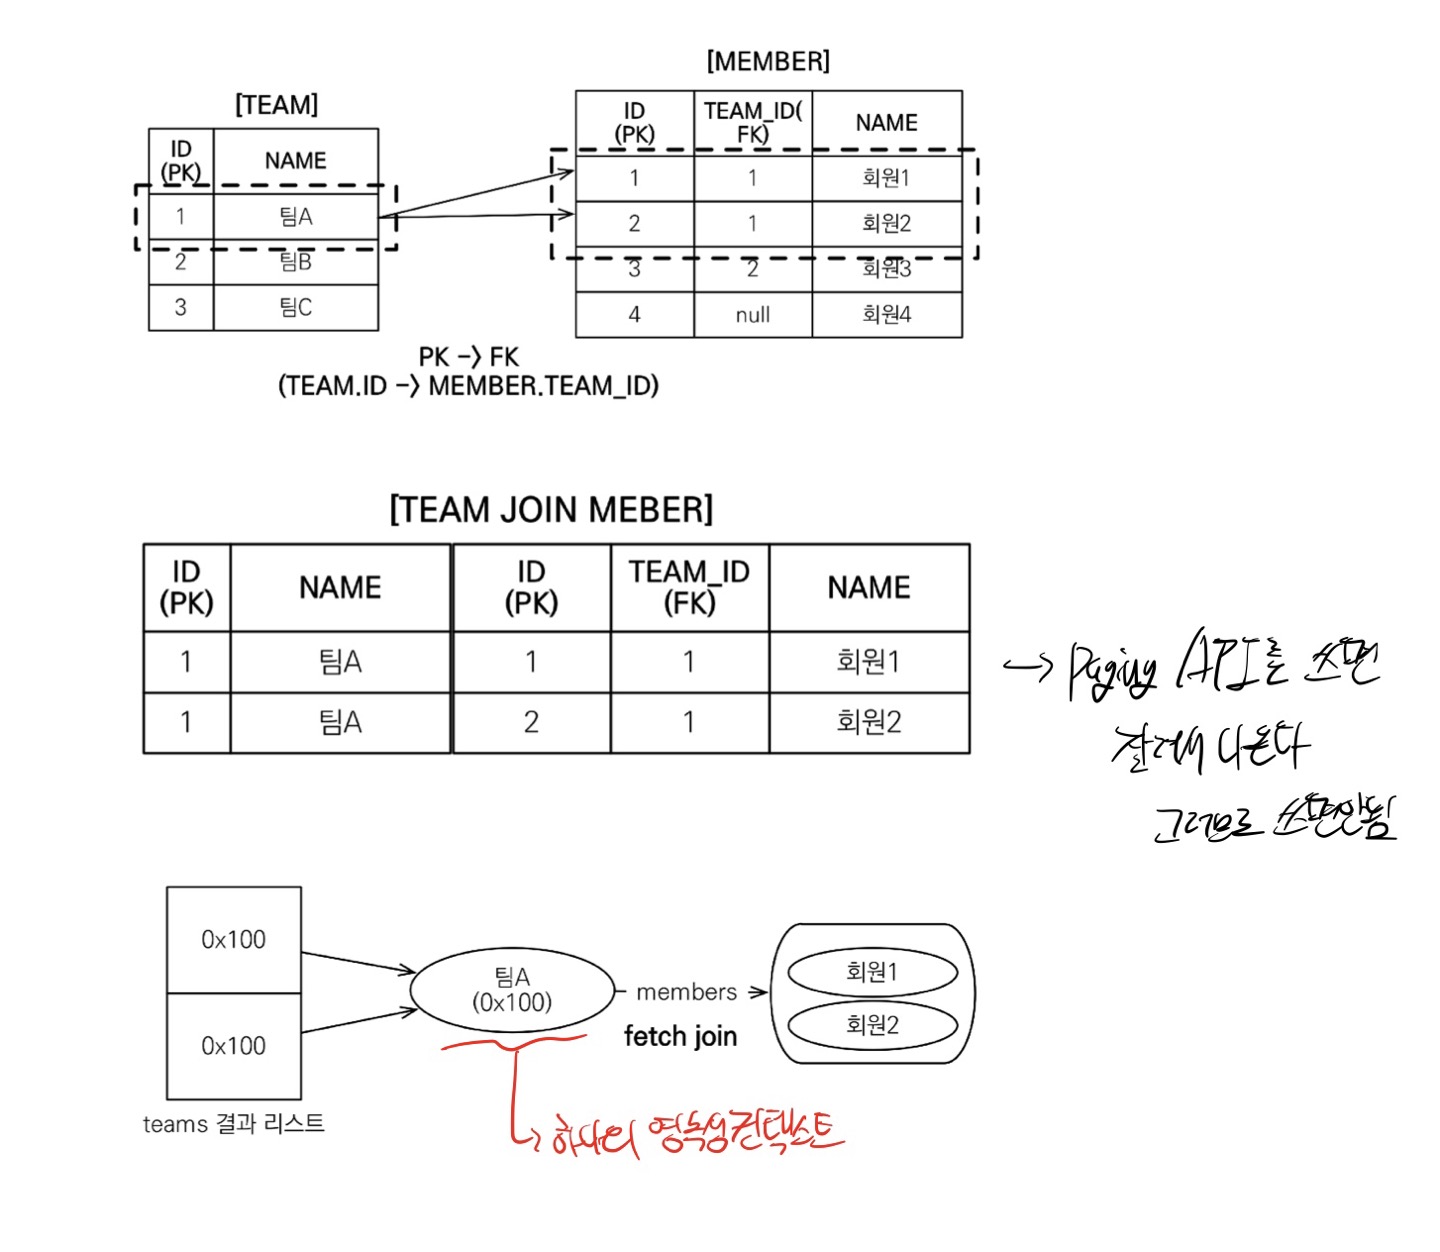 [TEAM]
ID
(PK)
NAME
1 팀A
2 팀B
3 팀C
[MEMBER]
ID
(PK)
TEAM_ID(
FK)
NAME
1 1 회원1
2 1 회원2
3 2 회원3
4 null 회원4
PK -> FK
(TEAM.ID -> MEMBER.TEAM_ID)
[TEAM JOIN MEBER]
ID
(PK)
NAME
ID
(PK)
TEAM_ID
(FK)
NAME
1 팀A 1 1 회원1
1 팀A 2 1 회원2
→ Paging API를 쓰면
잘려서 나온다
그러므로 쓰면안됨
0x100
0x100
teams 결과 리스트
팀A
(0x100)
members
fetch join
회원1
회원2
→ 하나의 영속성컨텍스트